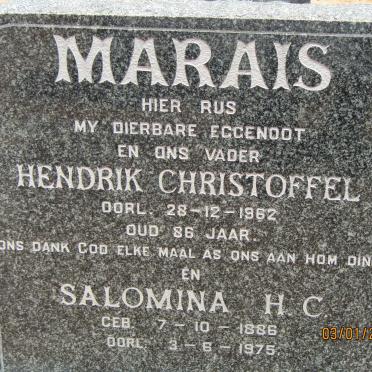 MARAIS
HIER RUS
MY DIERBARE EGGENOOT
EN ONS VADER
HENDRIK CHRISTOFFEL
OORL. 28-12-1962
OUD 86 JAAR.
ONS DANK GOD ELKE MAAL AS ONS AAN HOM DIN
EN
SALOMINA H. C.
GEB. 7-10-1886
OORL. 3-6-1975
03/01/2